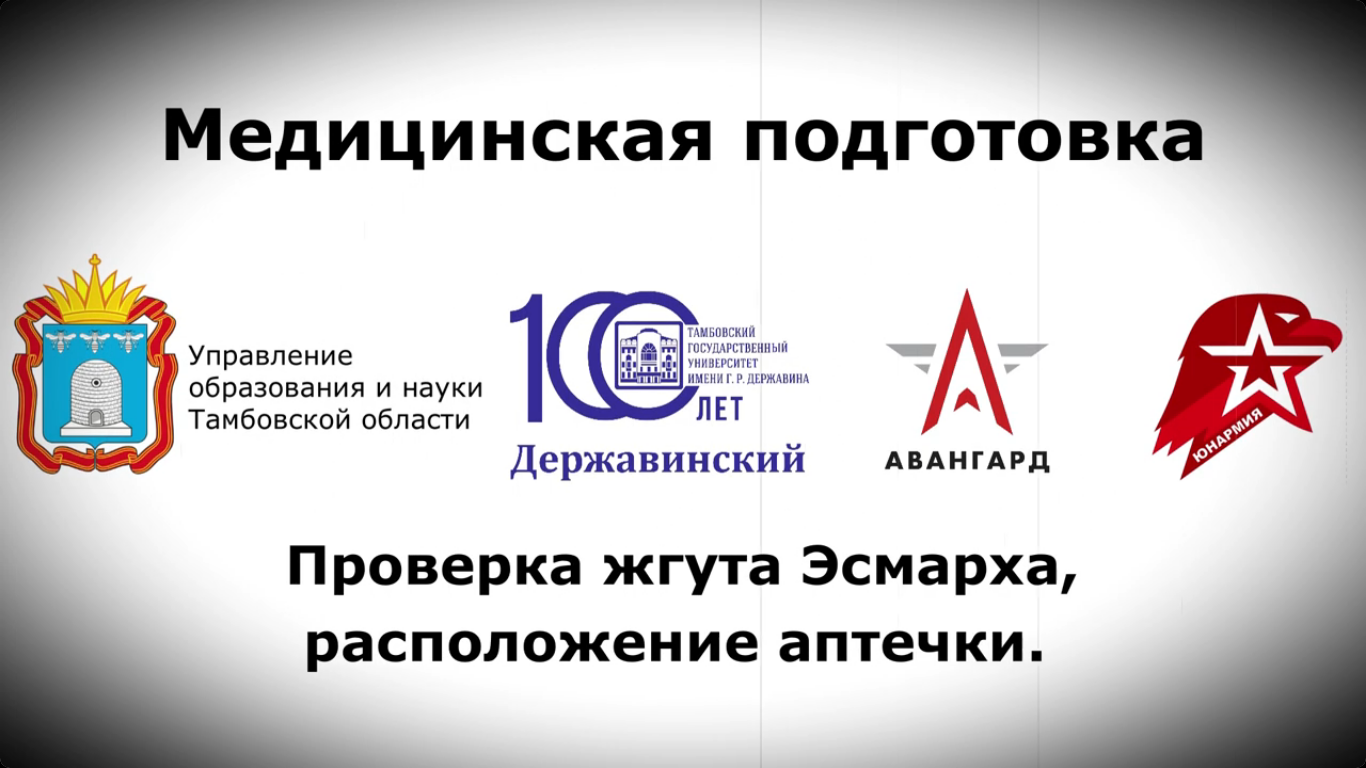 Медицинская подготовка
Управление
образования и науки
Тамбовской области
100
ТАМБОВСКИЙ
ГОСУДАРСТВЕННЫЙ
УНИВЕРСИТЕТ
ИМЕНИ Г. Р. ДЕРЖАВИНА
ЛЕТ
Державинский
АВАНГАРД
ЮНАРМИЯ
Проверка жгута Эсмарха,
расположение аптечки.